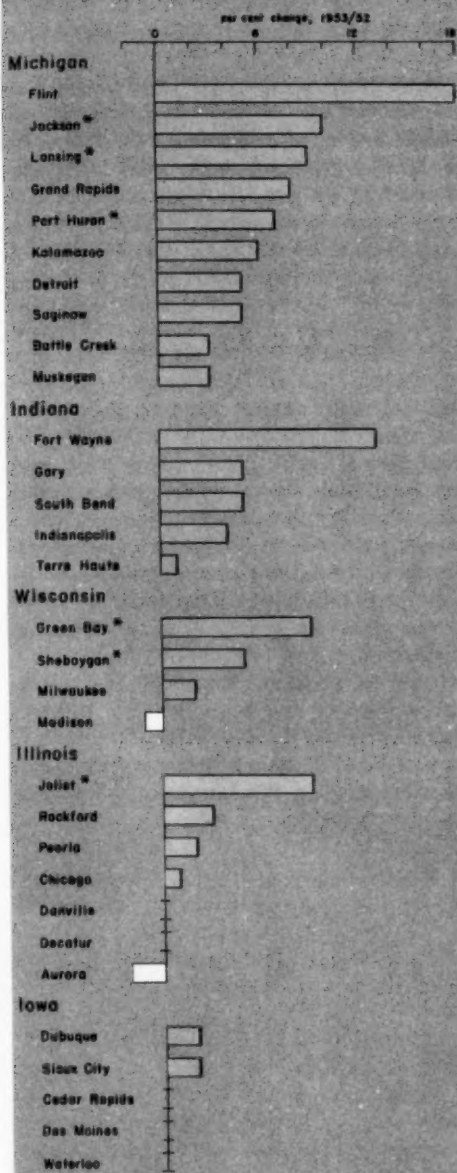 per cent change, 1953/52
0 6 12 18
Michigan
Flint
Jackson*
Lansing*
Grand Rapids
Port Huron*
Kalamazoo
Detroit
Saginaw
Battle Creek
Muskegon
Indiana
Fort Wayne
Gary
South Bend
Indianapolis
Terre Haute
Wisconsin
Green Bay*
Sheboygan*
Milwaukee
Madison
Illinois
Joliet*
Rockford
Peoria
Chicago
Danville
Decatur
Aurora
Iowa
Dubuque
Sioux City
Cedar Rapids
Des Moines
Waterloo